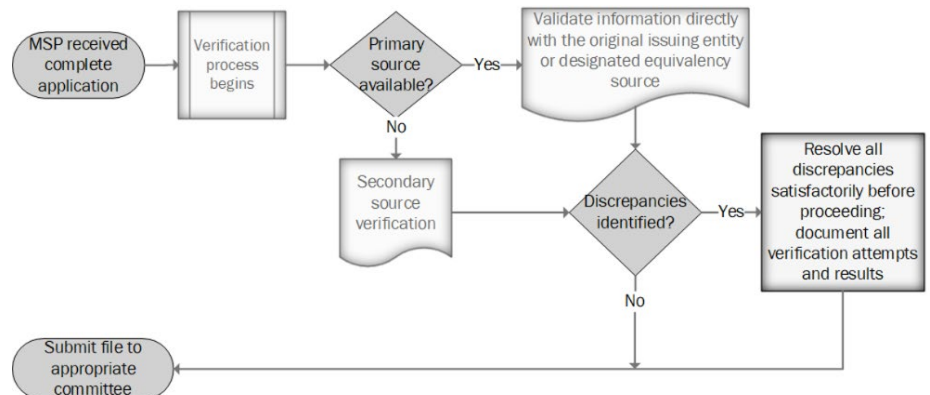 MSP received
complete
application
Verification
process
begins
Primary
source
available?
Yes
Validate information directly
with the original issuing entity
or designated equivalency
source
No
Secondary
source
verification
Discrepancies
identified?
Yes
Resolve all
discrepancies
satisfactorily before
proceeding;
document all
verification attempts
and results
No
Submit file to
appropriate
committee